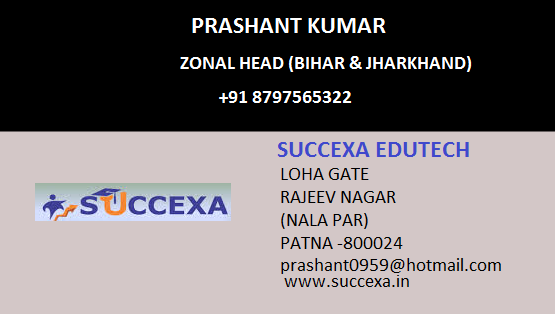 PRASHANT KUMAR
ZONAL HEAD (BIHAR & JHARKHAND)
+91 8797565322
SUCCEXA EDUTECH
LOHA GATE
RAJEEV NAGAR
(NALA PAR)
PATNA -800024
prashant0959@hotmail.com
www.succexa.in
SUCCEXA